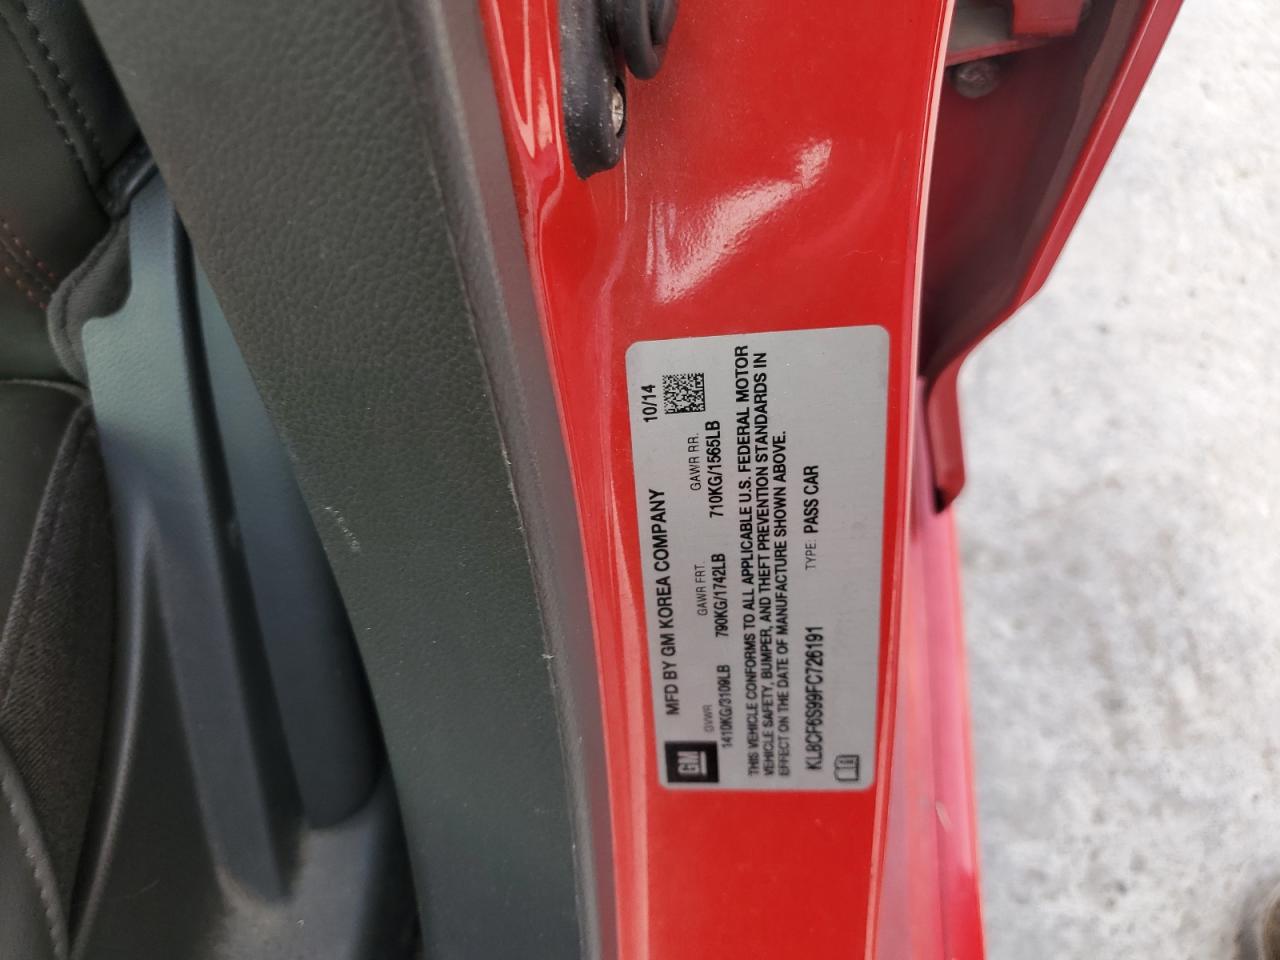 MFD BY GM KOREA COMPANY 10/14
GM
GVWR GAWR FRT. GAWR RR.
1410KG/3109LB 790KG/1742LB 710KG/1565LB
THIS VEHICLE CONFORMS TO ALL APPLICABLE U.S. FEDERAL MOTOR
VEHICLE SAFETY, BUMPER, AND THEFT PREVENTION STANDARDS IN
EFFECT ON THE DATE OF MANUFACTURE SHOWN ABOVE.
KL8CF6S99FC726191 TYPE: PASS CAR